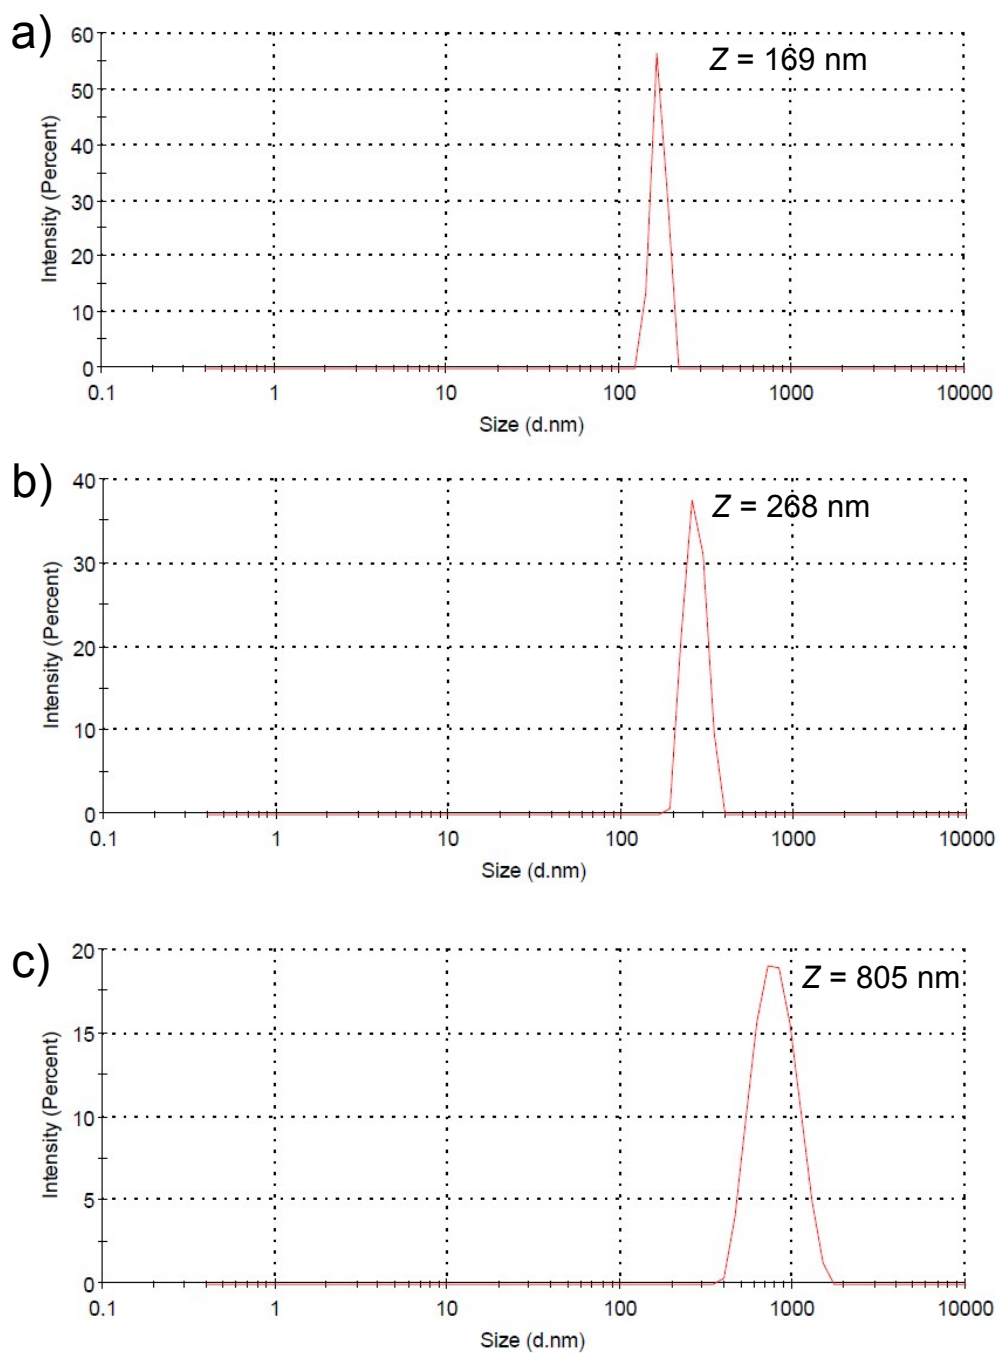 a)
Z = 169 nm
60
50
40
30
20
10
0
Intensity (Percent)
0.1 1 10 100 1000 10000
Size (d.nm)
b)
Z = 268 nm
40
30
20
10
0
Intensity (Percent)
0.1 1 10 100 1000 10000
Size (d.nm)
c)
Z = 805 nm
20
15
10
5
0
Intensity (Percent)
0.1 1 10 100 1000 10000
Size (d.nm)